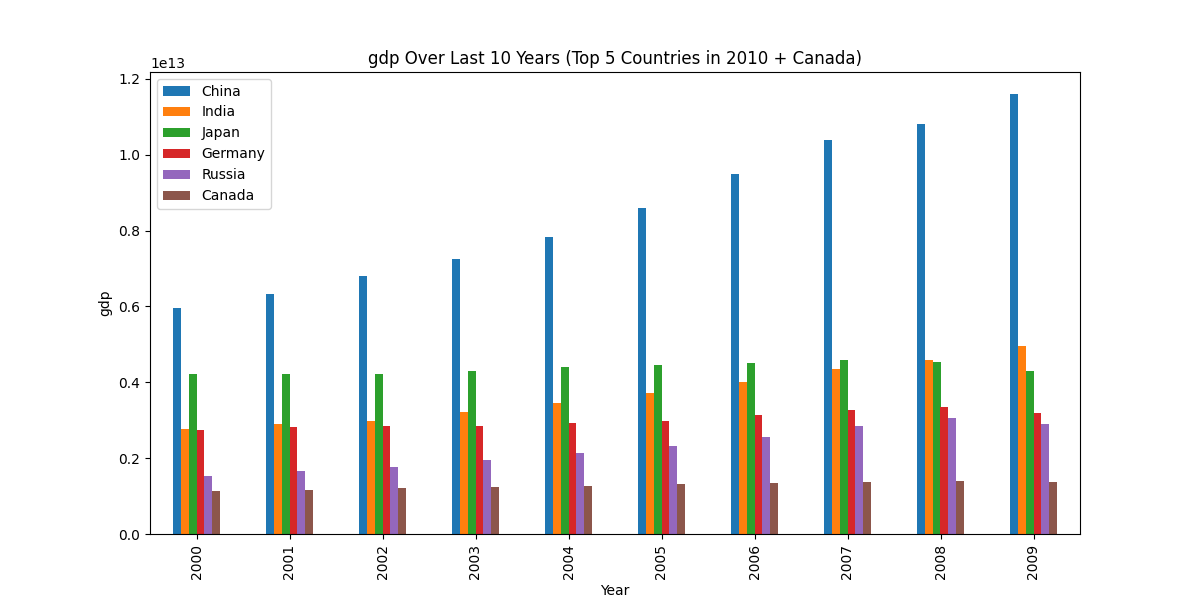 gdp Over Last 10 Years (Top 5 Countries in 2010 + Canada)
1e13
1.2
1.0
0.8
0.6
0.4
0.2
0.0
gdp
China
India
Japan
Germany
Russia
Canada
2000
2001
2002
2003
2004
2005
2006
2007
2008
2009
Year